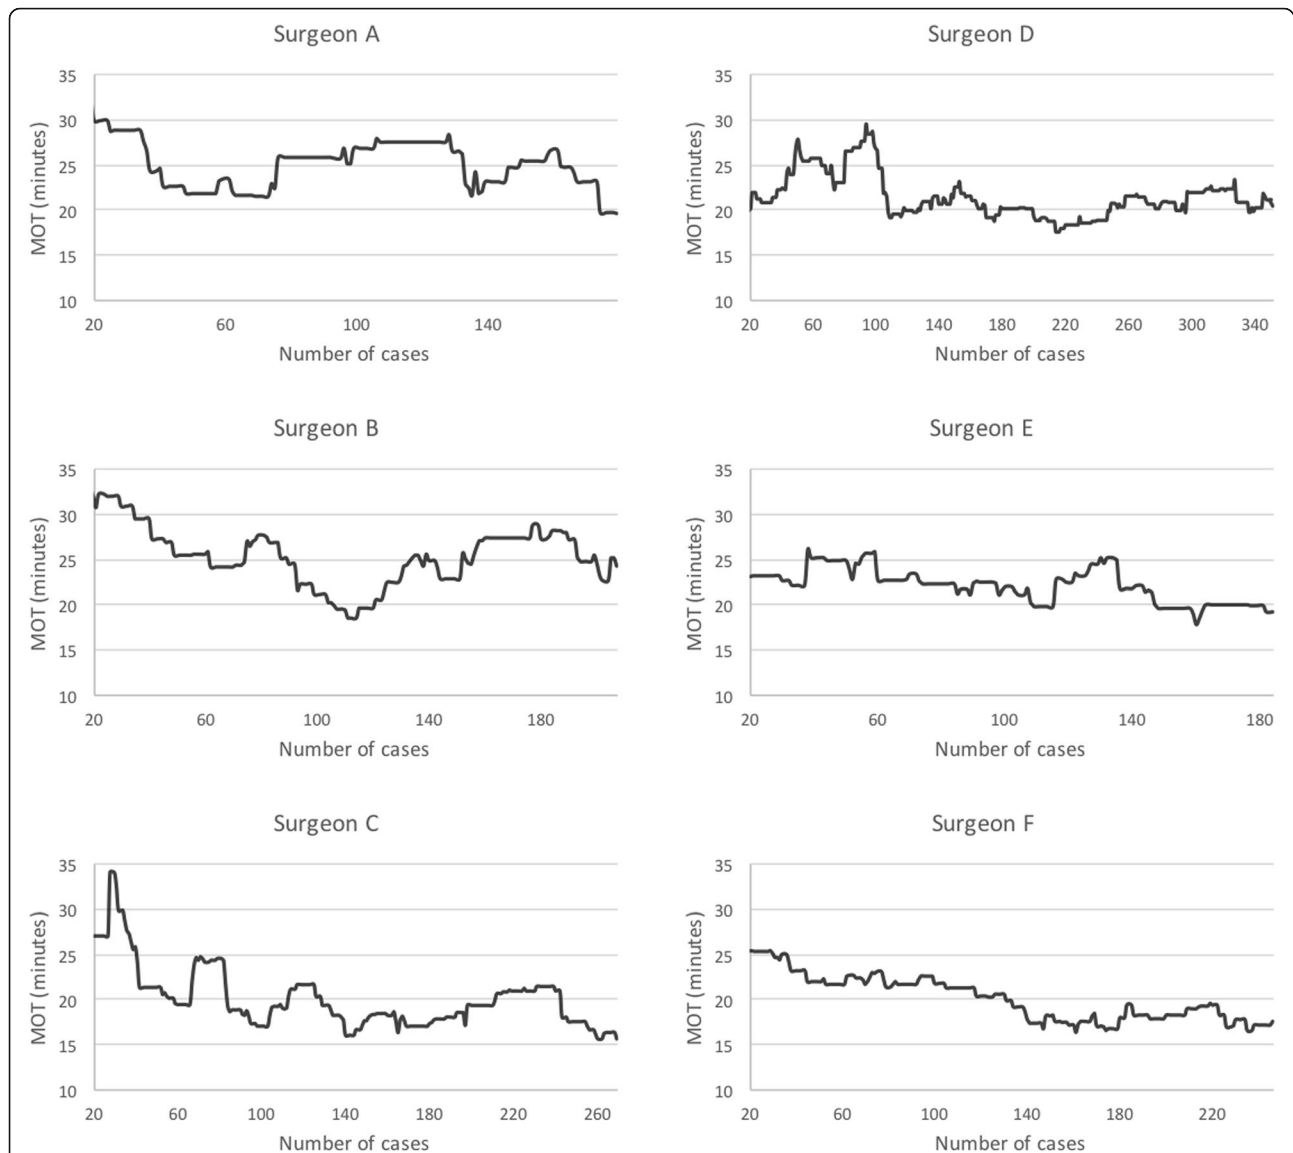 Surgeon A
35
30
25
20
15
10
MOT (minutes)
20 60 100 140
Number of cases
Surgeon D
35
30
25
20
15
10
MOT (minutes)
20 60 100 140 180 220 260 300 340
Number of cases
Surgeon B
35
30
25
20
15
10
MOT (minutes)
20 60 100 140 180
Number of cases
Surgeon E
35
30
25
20
15
10
MOT (minutes)
20 60 100 140 180
Number of cases
Surgeon C
35
30
25
20
15
10
MOT (minutes)
20 60 100 140 180 220 260
Number of cases
Surgeon F
35
30
25
20
15
10
MOT (minutes)
20 60 100 140 180 220
Number of cases